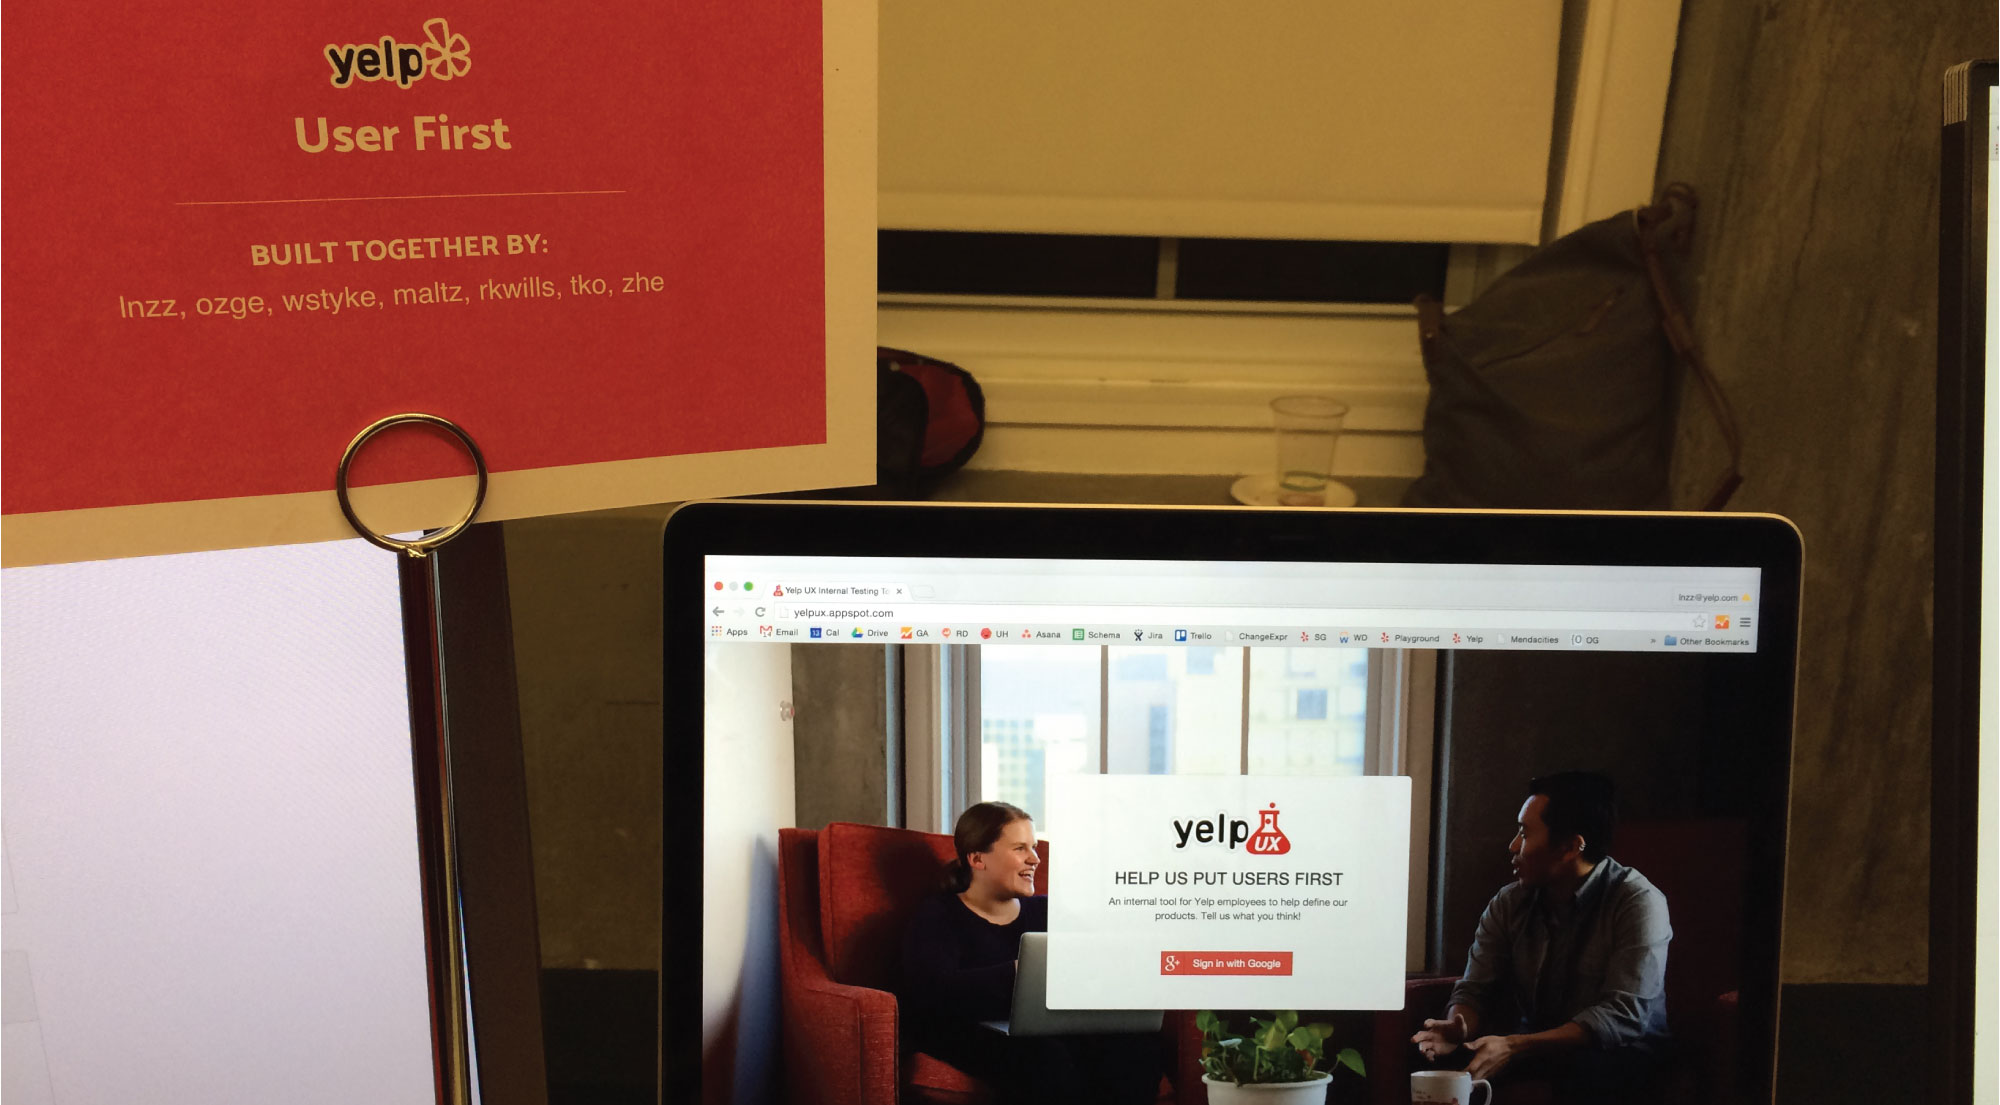 yelp
User First
BUILT TOGETHER BY:
lnzz, ozge, wstyke, maltz, rkwills, tko, zhe
Yelp UX Internal Testing To
lnzz@yelp.com
yelpux.appspot.com
Apps Email 13 Cal Drive GA RD UH Asana Schema Jira Trello ChangeExpr SG WD Playground Yelp Mendacities {O OG » Other Bookmarks
yelp UX
HELP US PUT USERS FIRST
An internal tool for Yelp employees to help define our
products. Tell us what you think!
g+ Sign in with Google